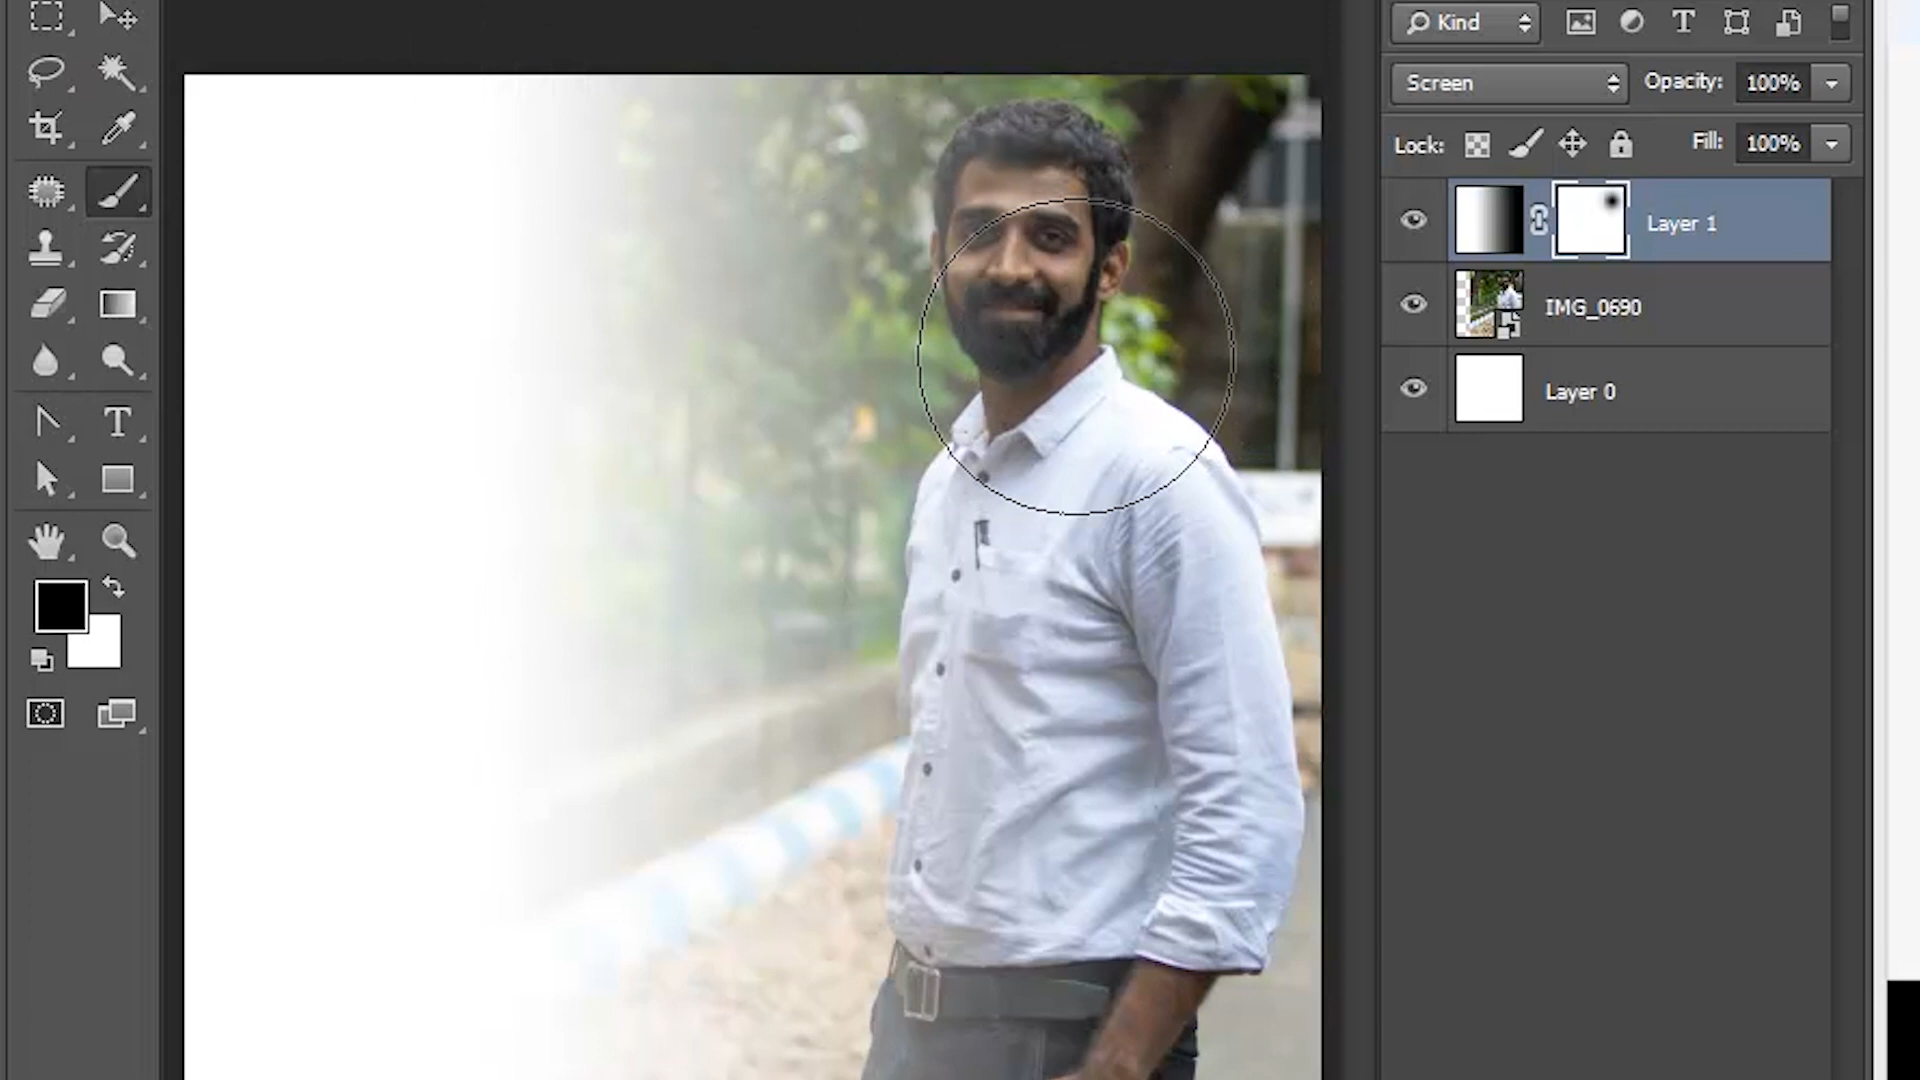 Kind
Screen Opacity: 100%
Lock: Fill: 100%
Layer 1
IMG_0690
Layer 0